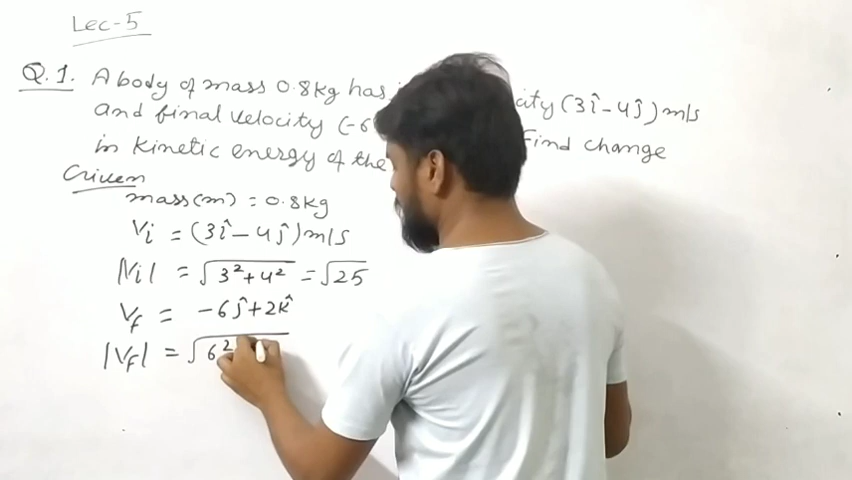 Lec-5
Q.1. A body of mass 0.8kg has city (3î-4ĵ) m/s
and final velocity (-6 Find change
in kinetic energy of the
Given
mass(m) = 0.8kg
Vi = (3î-4ĵ) m/s
|Vi| = √3²+4² = √25
Vf = -6ĵ+2k̂
|Vf| = √6²